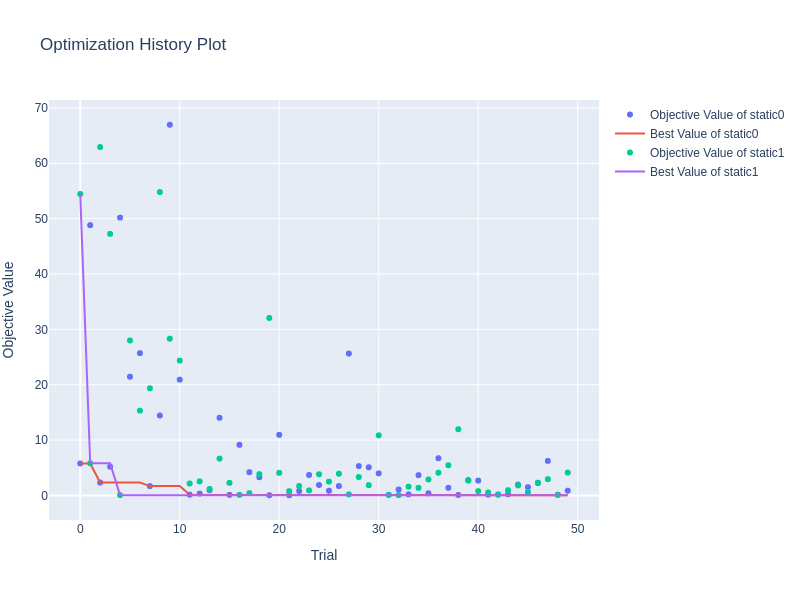 Optimization History Plot
Objective Value of static0
Best Value of static0
Objective Value of static1
Best Value of static1
70
60
50
40
30
20
10
0
Objective Value
0 10 20 30 40 50
Trial